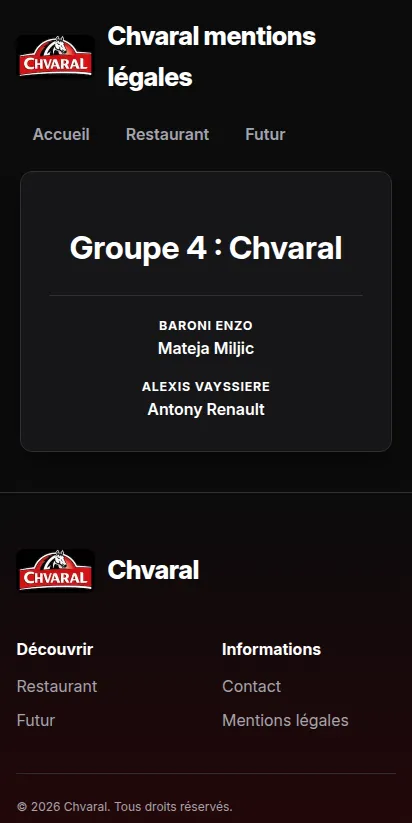 CHVARAL
Chvaral mentions
légales
Accueil Restaurant Futur
Groupe 4 : Chvaral
BARONI ENZO
Mateja Miljic
ALEXIS VAYSSIERE
Antony Renault
CHVARAL
Chvaral
Découvrir Informations
Restaurant Contact
Futur Mentions légales
© 2026 Chvaral. Tous droits réservés.